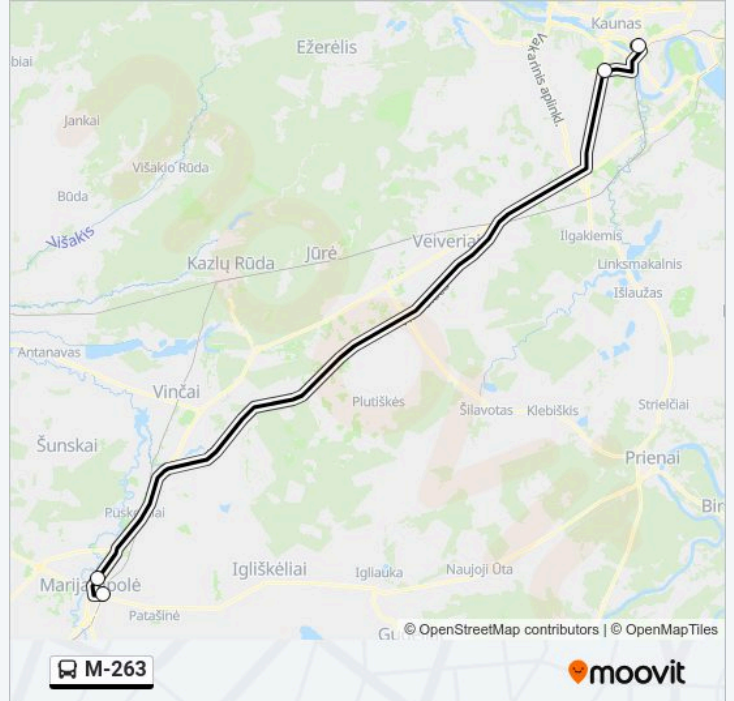 Kaunas
Ežerėlis
Vakarinis aplinkl.
Jankai
Višakio Rūda
Būda
Višakis
Veiveriai
Ilgakiemis
Jūrė
Kazlų Rūda
Linksmakalnis
Išlaužas
Antanavas
Vinčai
Plutiškės
Šilavotas
Klebiškis
Strielčiai
Šunskai
Prienai
Igliškėliai
Igliauka
Naujoji Ūta
Patašinė
© OpenStreetMap contributors | © OpenMapTiles
M-263
moovit